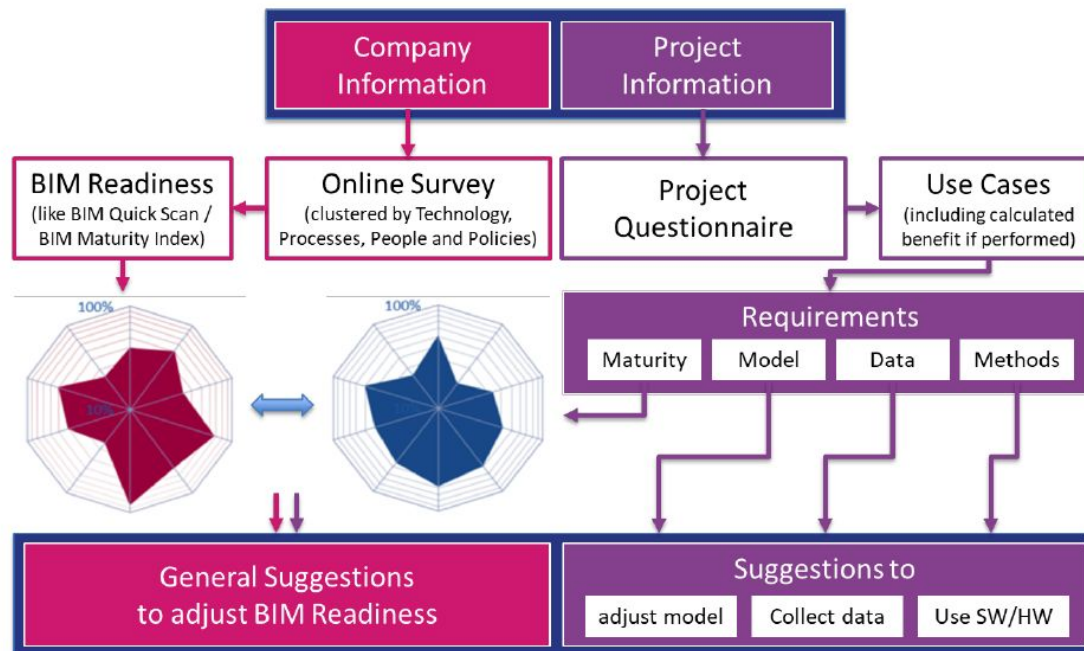 Company
Information
Project
Information
BIM Readiness
(like BIM Quick Scan /
BIM Maturity Index)
Online Survey
(clustered by Technology,
Processes, People and Policies)
Project
Questionnaire
Use Cases
(including calculated
benefit if performed)
100%
10%
100%
10%
Requirements
Maturity
Model
Data
Methods
General Suggestions
to adjust BIM Readiness
Suggestions to
adjust model
Collect data
Use SW/HW